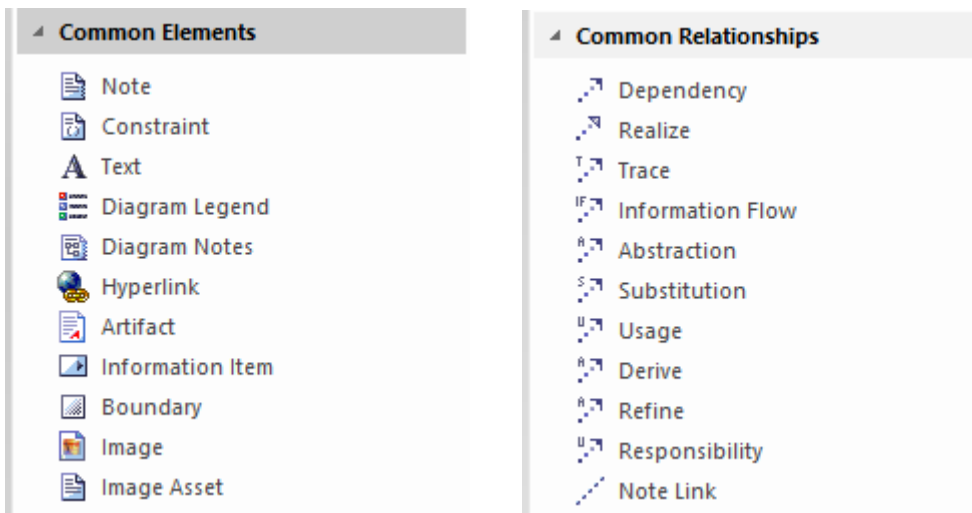 Common Elements
Note
Constraint
Text
Diagram Legend
Diagram Notes
Hyperlink
Artifact
Information Item
Boundary
Image
Image Asset
Common Relationships
Dependency
Realize
T Trace
IF Information Flow
A Abstraction
S Substitution
U Usage
A Derive
A Refine
U Responsibility
Note Link